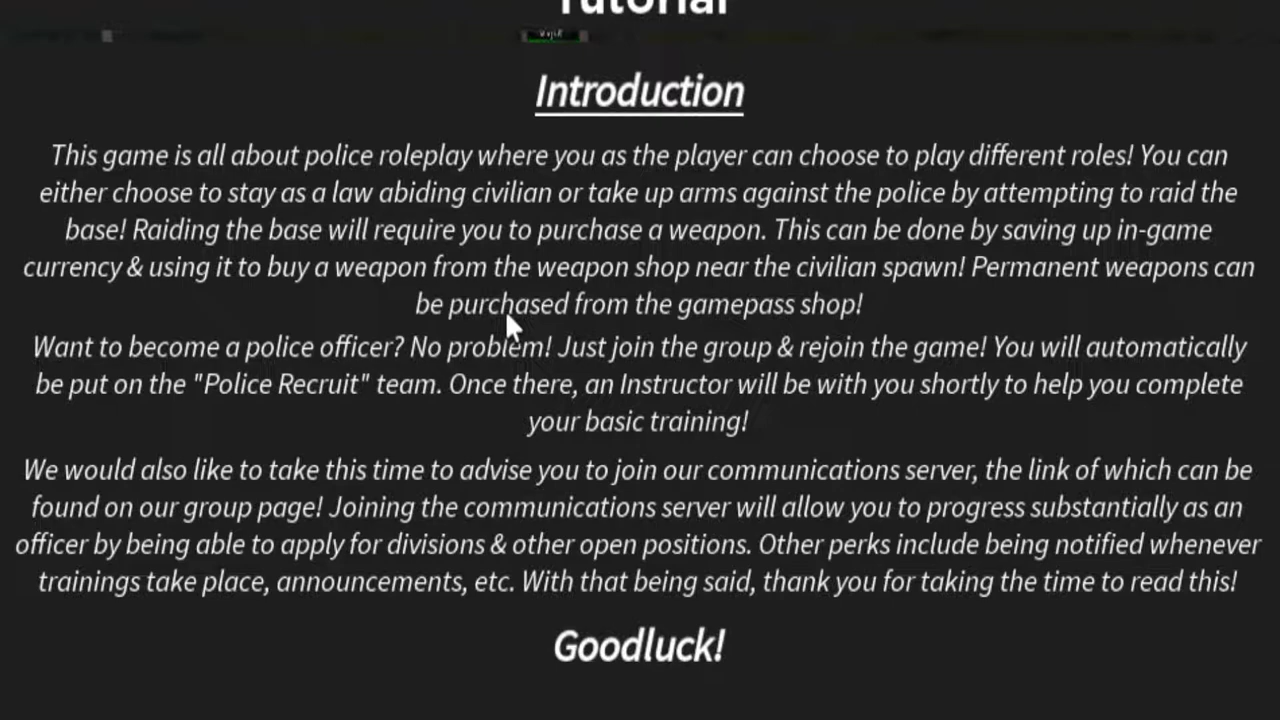 Tutorial
Introduction
This game is all about police roleplay where you as the player can choose to play different roles! You can
either choose to stay as a law abiding civilian or take up arms against the police by attempting to raid the
base! Raiding the base will require you to purchase a weapon. This can be done by saving up in-game
currency & using it to buy a weapon from the weapon shop near the civilian spawn! Permanent weapons can
be purchased from the gamepass shop!
Want to become a police officer? No problem! Just join the group & rejoin the game! You will automatically
be put on the "Police Recruit" team. Once there, an Instructor will be with you shortly to help you complete
your basic training!
We would also like to take this time to advise you to join our communications server, the link of which can be
found on our group page! Joining the communications server will allow you to progress substantially as an
officer by being able to apply for divisions & other open positions. Other perks include being notified whenever
trainings take place, announcements, etc. With that being said, thank you for taking the time to read this!
Goodluck!